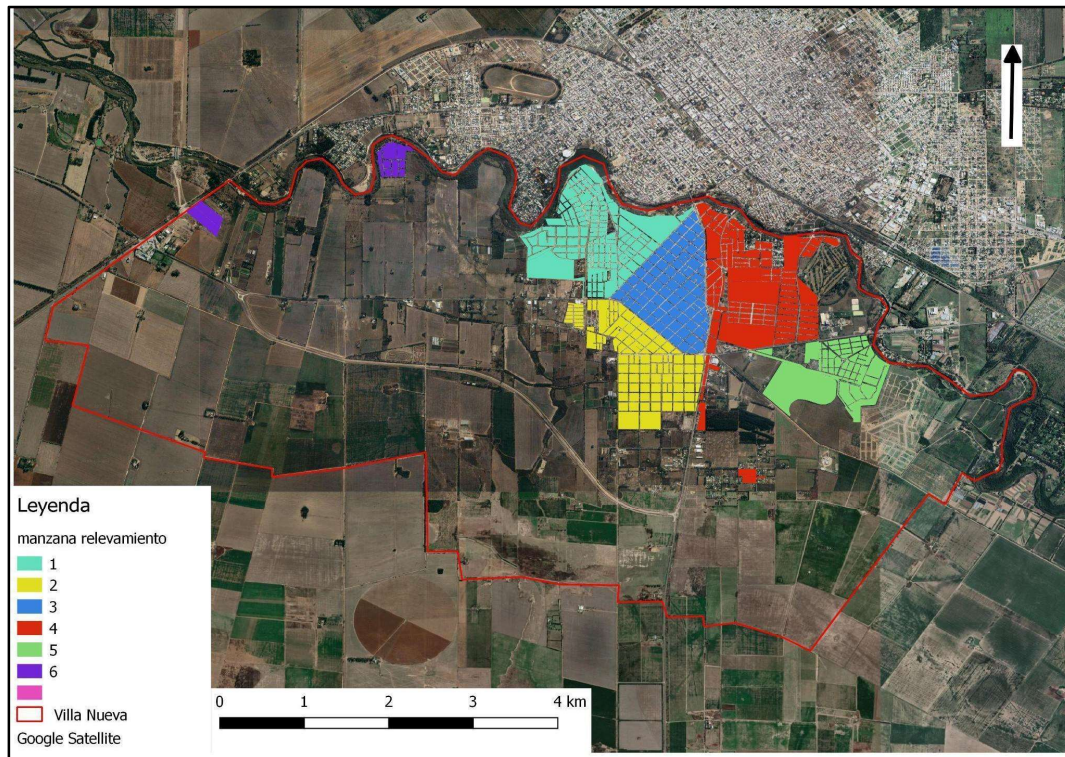 Leyenda
manzana relevamiento
1
2
3
4
5
6
Villa Nueva
Google Satellite
0 1 2 3 4 km